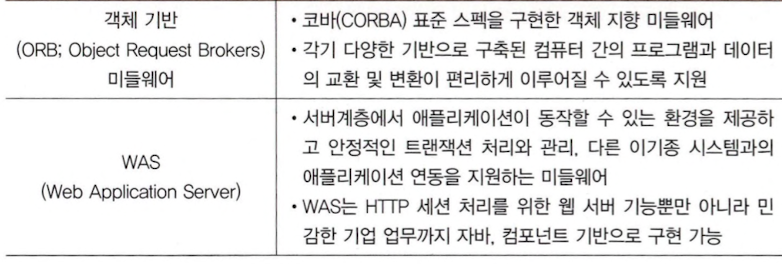 객체 기반
(ORB; Object Request Brokers)
미들웨어
• 코바(CORBA) 표준 스펙을 구현한 객체 지향 미들웨어
• 각기 다양한 기반으로 구축된 컴퓨터 간의 프로그램과 데이터
의 교환 및 변환이 편리하게 이루어질 수 있도록 지원
WAS
(Web Application Server)
• 서버계층에서 애플리케이션이 동작할 수 있는 환경을 제공하
고 안정적인 트랜잭션 처리와 관리, 다른 이기종 시스템과의
애플리케이션 연동을 지원하는 미들웨어
• WAS는 HTTP 세션 처리를 위한 웹 서버 기능뿐만 아니라 민
감한 기업 업무까지 자바, 컴포넌트 기반으로 구현 가능